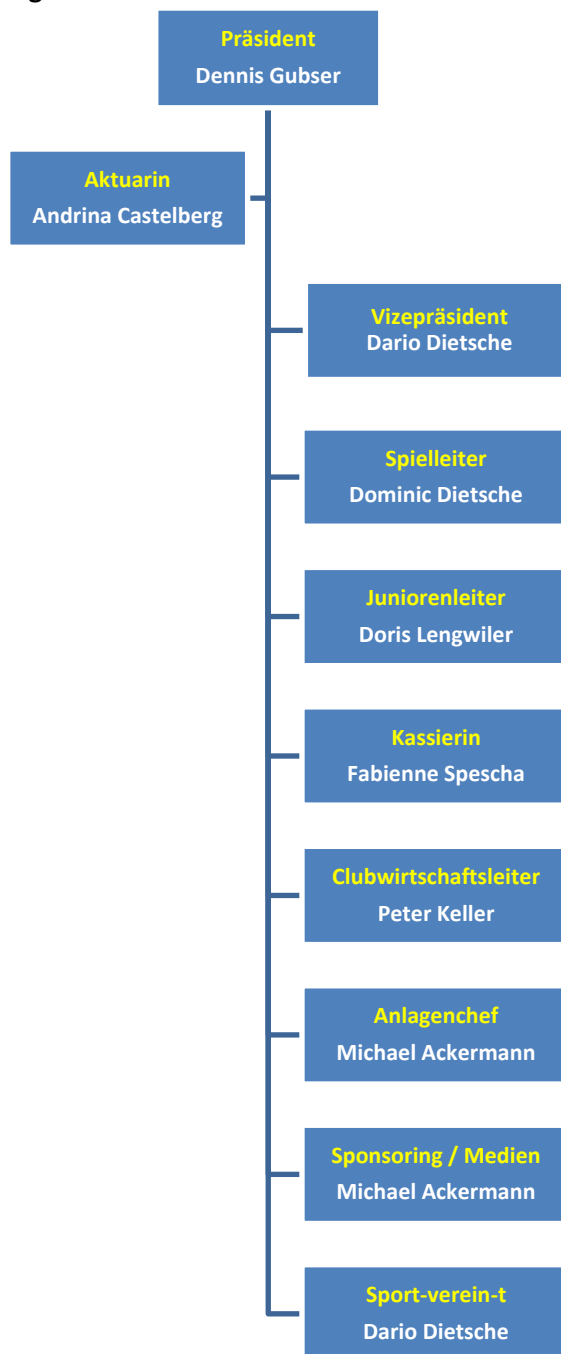 Präsident
Dennis Gubser
Aktuarin
Andrina Castelberg
Vizepräsident
Dario Dietsche
Spielleiter
Dominic Dietsche
Juniorenleiter
Doris Lengwiler
Kassierin
Fabienne Spescha
Clubwirtschaftsleiter
Peter Keller
Anlagenchef
Michael Ackermann
Sponsoring / Medien
Michael Ackermann
Sport-verein-t
Dario Dietsche